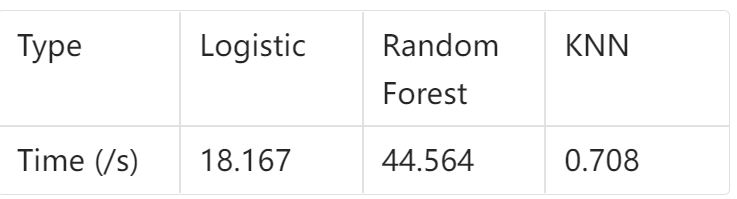 Type Logistic Random KNN
Forest
Time (/s) 18.167 44.564 0.708